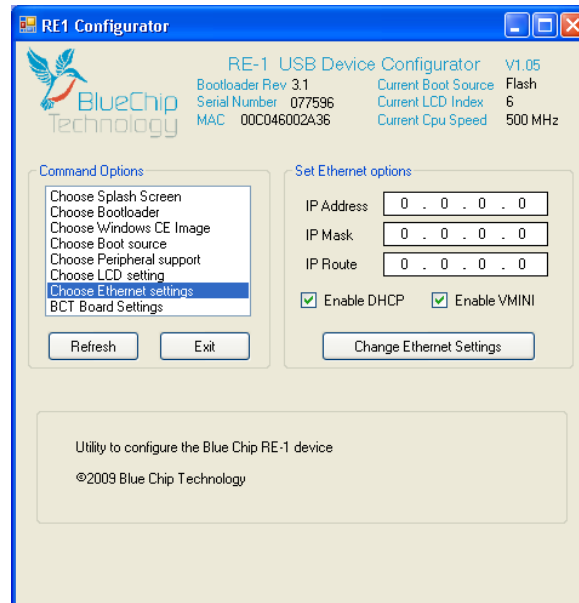 RE1 Configurator
RE-1 USB Device Configurator V1.05
BlueChip
Technology
Bootloader Rev 3.1 Current Boot Source Flash
Serial Number 077596 Current LCD Index 6
MAC 00C046002A36 Current Cpu Speed 500 MHz
Command Options
Choose Splash Screen
Choose Bootloader
Choose Windows CE Image
Choose Boot source
Choose Peripheral support
Choose LCD setting
Choose Ethernet settings
BCT Board Settings
Refresh Exit
Set Ethernet options
IP Address 0 . 0 . 0 . 0
IP Mask 0 . 0 . 0 . 0
IP Route 0 . 0 . 0 . 0
Enable DHCP Enable VMINI
Change Ethernet Settings
Utility to configure the Blue Chip RE-1 device
©2009 Blue Chip Technology